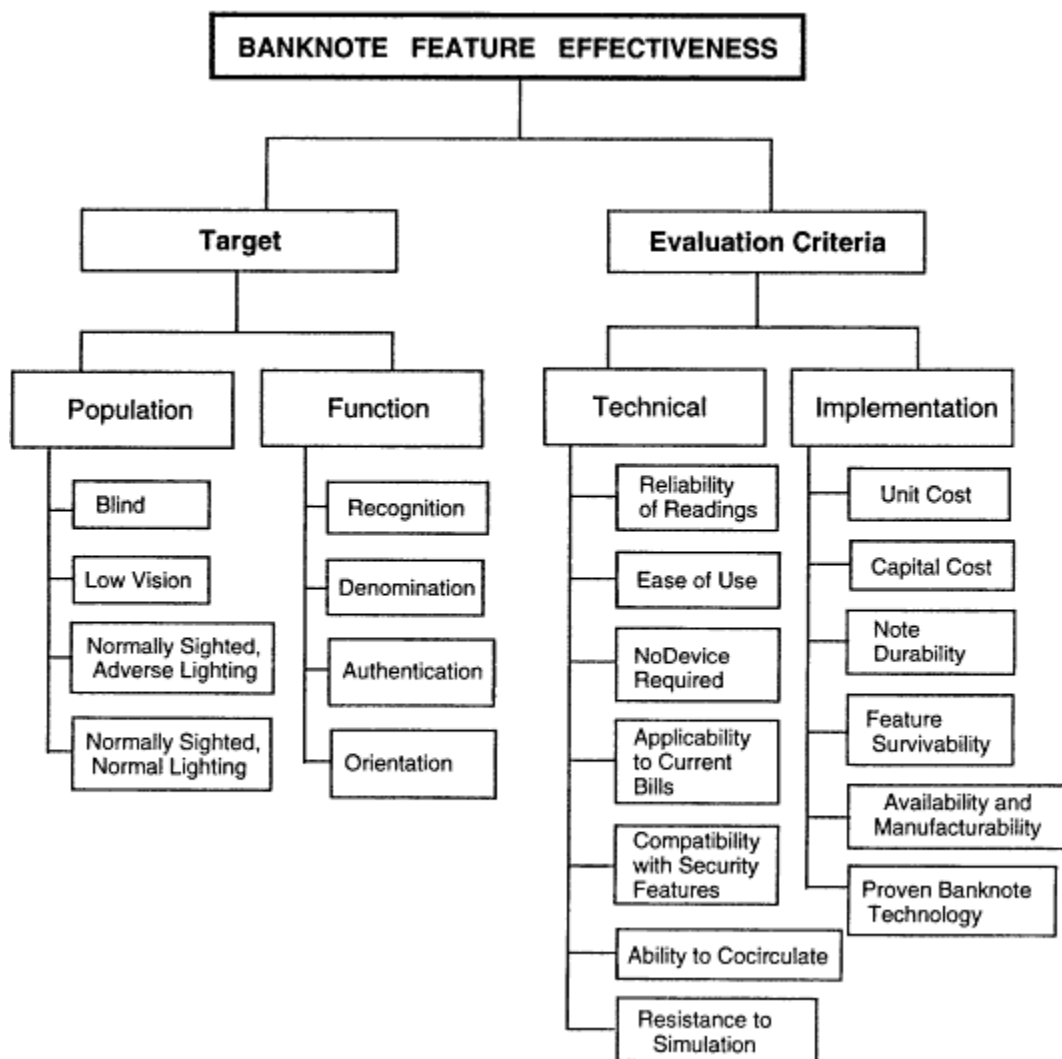 BANKNOTE FEATURE EFFECTIVENESS
Target
Evaluation Criteria
Population
Function
Technical
Implementation
Blind
Low Vision
Normally Sighted,
Adverse Lighting
Normally Sighted,
Normal Lighting
Recognition
Denomination
Authentication
Orientation
Reliability
of Readings
Ease of Use
NoDevice
Required
Applicability
to Current
Bills
Compatibility
with Security
Features
Ability to Cocirculate
Resistance to
Simulation
Unit Cost
Capital Cost
Note
Durability
Feature
Survivability
Availability and
Manufacturability
Proven Banknote
Technology